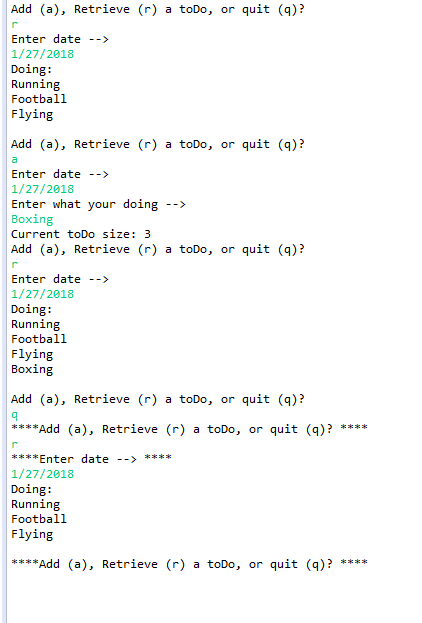 Add (a), Retrieve (r) a toDo, or quit (q)?
r
Enter date -->
1/27/2018
Doing:
Running
Football
Flying
Add (a), Retrieve (r) a toDo, or quit (q)?
a
Enter date -->
1/27/2018
Enter what your doing -->
Boxing
Current toDo size: 3
Add (a), Retrieve (r) a toDo, or quit (q)?
r
Enter date -->
1/27/2018
Doing:
Running
Football
Flying
Boxing
Add (a), Retrieve (r) a toDo, or quit (q)?
q
****Add (a), Retrieve (r) a toDo, or quit (q)? ****
r
****Enter date --> ****
1/27/2018
Doing:
Running
Football
Flying
****Add (a), Retrieve (r) a toDo, or quit (q)? ****